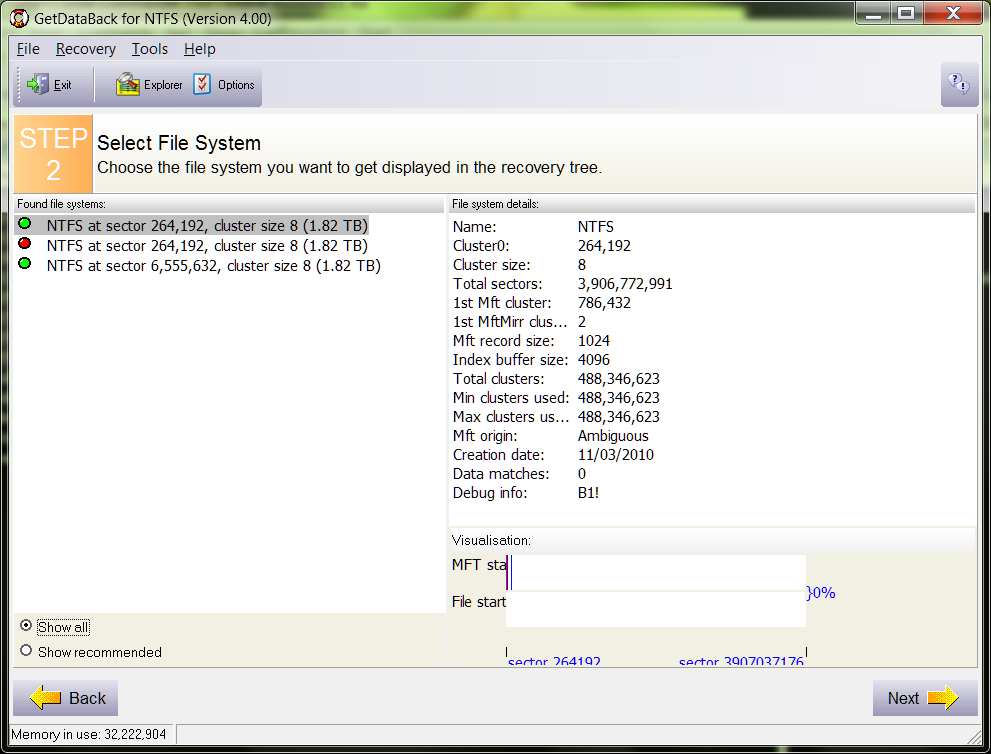 GetDataBack for NTFS (Version 4.00)
File Recovery Tools Help
Exit Explorer Options
STEP 2
Select File System
Choose the file system you want to get displayed in the recovery tree.
Found file systems:
NTFS at sector 264,192, cluster size 8 (1.82 TB)
NTFS at sector 264,192, cluster size 8 (1.82 TB)
NTFS at sector 6,555,632, cluster size 8 (1.82 TB)
Show all
Show recommended
File system details:
Name: NTFS
Cluster0: 264,192
Cluster size: 8
Total sectors: 3,906,772,991
1st Mft cluster: 786,432
1st MftMirr clus... 2
Mft record size: 1024
Index buffer size: 4096
Total clusters: 488,346,623
Min clusters used: 488,346,623
Max clusters us... 488,346,623
Mft origin: Ambiguous
Creation date: 11/03/2010
Data matches: 0
Debug info: B1!
Visualisation:
MFT sta
}0%
File start
sector 264192 sector 3907037176
Back Next
Memory in use: 32,222,904